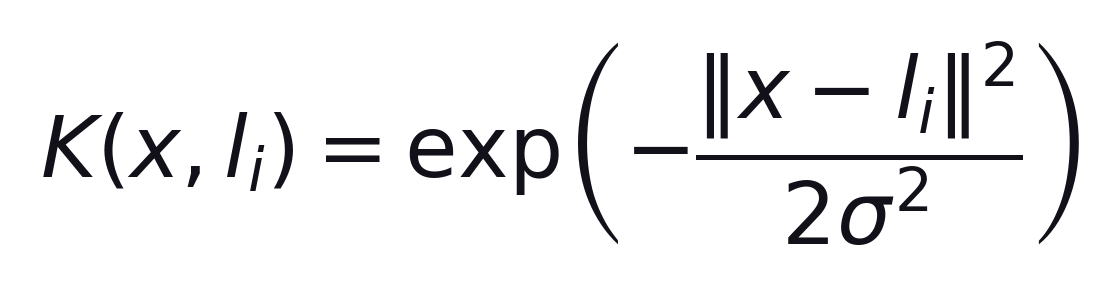 K(x, l_i) = exp(-‖x − l_i‖² / 2σ²)